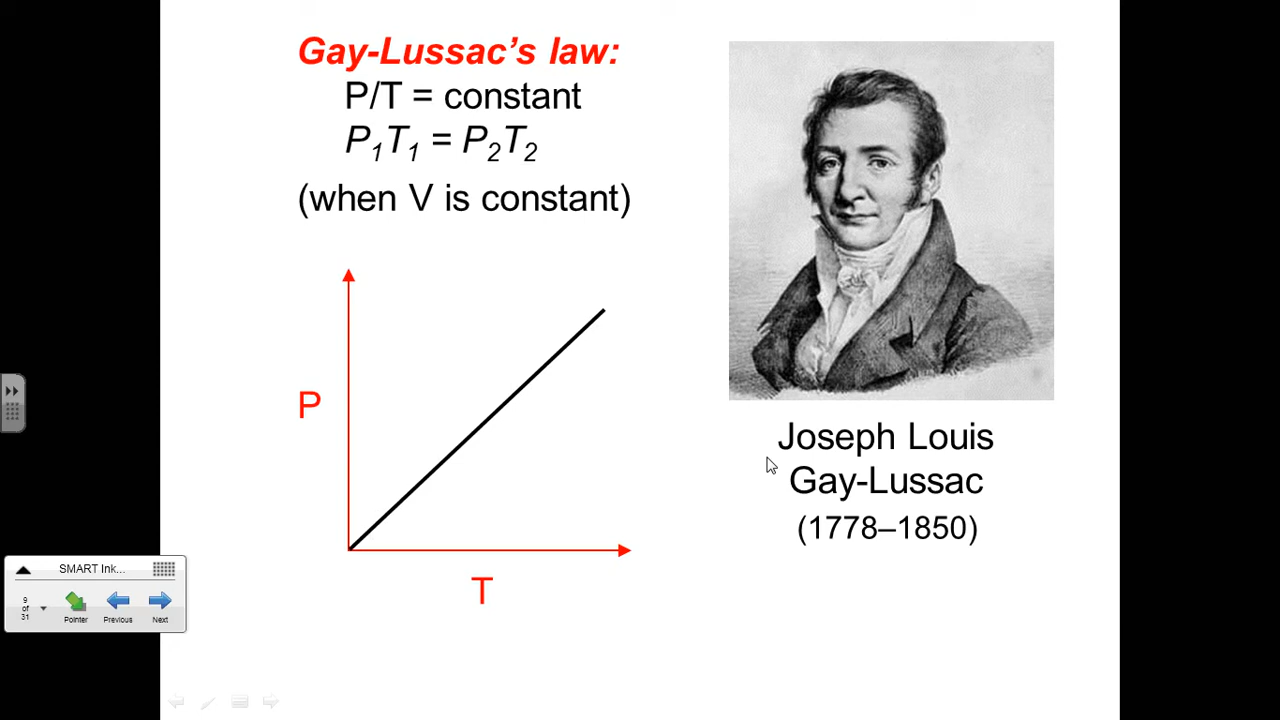 Gay-Lussac’s law:
P/T = constant
P₁T₁ = P₂T₂
(when V is constant)
P
T
Joseph Louis
Gay-Lussac
(1778–1850)
SMART Ink...
9
of
31
Pointer
Previous
Next